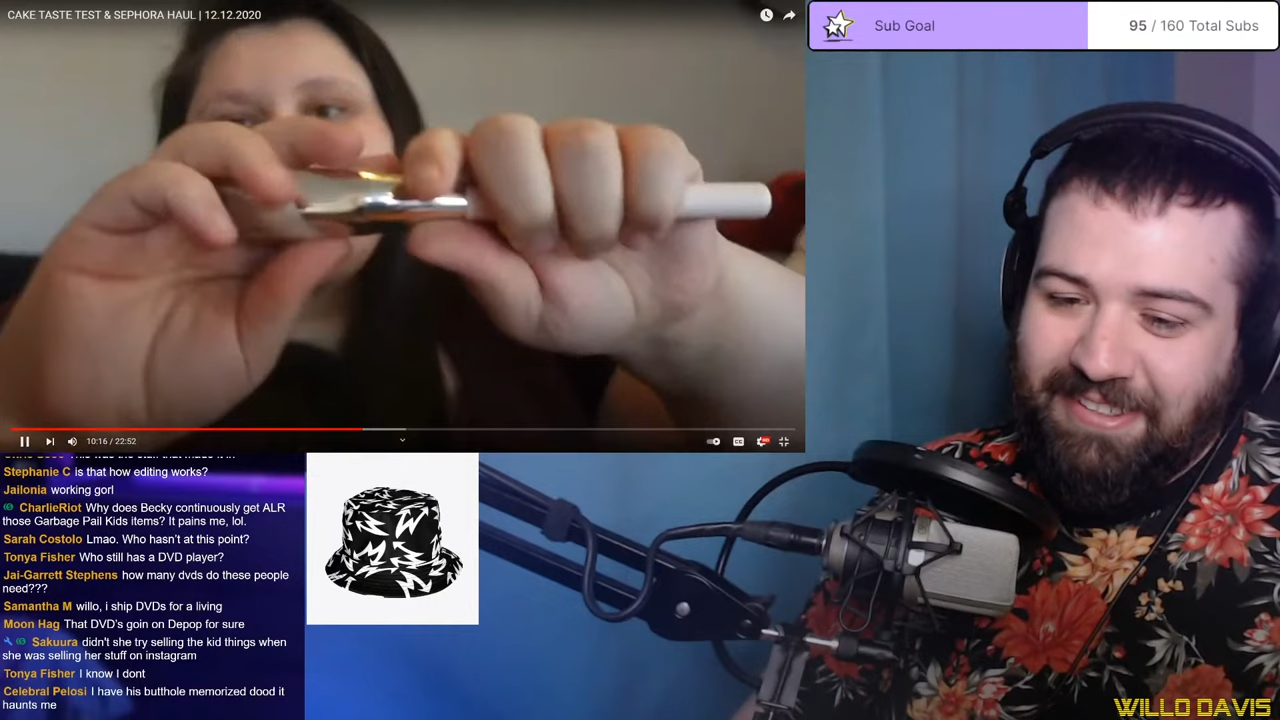 CAKE TASTE TEST & SEPHORA HAUL | 12.12.2020
Sub Goal
95 / 160 Total Subs
10:16 / 22:52
Stephanie C is that how editing works?
Jailonia working gorl
CharlieRiot Why does Becky continuously get ALR
those Garbage Pail Kids items? It pains me, lol.
Sarah Costolo Lmao. Who hasn't at this point?
Tonya Fisher Who still has a DVD player?
Jai-Garrett Stephens how many dvds do these people
need???
Samantha M willo, i ship DVDs for a living
Moon Hag That DVD's goin on Depop for sure
Sakuura didn't she try selling the kid things when
she was selling her stuff on instagram
Tonya Fisher I know I dont
Celebral Pelosi I have his butthole memorized dood it
haunts me
WILLO DAVIS